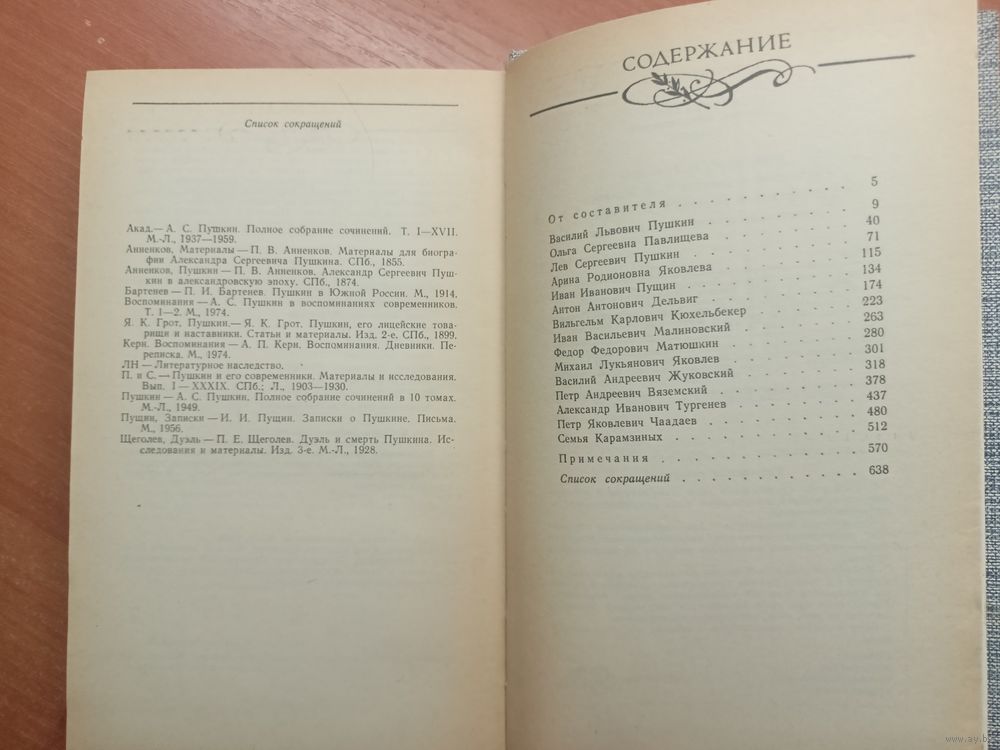 Список сокращений
Акад.— А. С. Пушкин. Полное собрание сочинений. Т. I—XVII.
М.-Л., 1937—1959.
Анненков, Материалы — П. В. Анненков. Материалы для биогра-
фии Александра Сергеевича Пушкина. СПб., 1855.
Анненков, Пушкин — П. В. Анненков. Александр Сергеевич Пуш-
кин в александровскую эпоху. СПб., 1874.
Бартенев — П. И. Бартенев. Пушкин в Южной России. М., 1914.
Воспоминания — А. С. Пушкин в воспоминаниях современников.
Т. 1—2. М., 1974.
Я. К. Грот, Пушкин.— Я. К. Грот. Пушкин, его лицейские това-
рищи и наставники. Статьи и материалы. Изд. 2-е. СПб., 1899.
Керн. Воспоминания — А. П. Керн. Воспоминания. Дневники. Пе-
реписка. М., 1974.
ЛН — Литературное наследство.
П. и С.— Пушкин и его современники. Материалы и исследования.
Вып. I — XXXIX. СПб.; Л., 1903—1930.
Пушкин — А. С. Пушкин. Полное собрание сочинений в 10 томах.
М.-Л., 1949.
Пущин, Записки — И. И. Пущин. Записки о Пушкине. Письма.
М., 1956.
Щеголев, Дуэль — П. Е. Щеголев. Дуэль и смерть Пушкина. Ис-
следования и материалы. Изд. 3-е. М.-Л., 1928.
СОДЕРЖАНИЕ
От составителя . . . . . . . . . 5
Василий Львович Пушкин . . . . . . . 9
Ольга Сергеевна Павлищева . . . . . . 40
Лев Сергеевич Пушкин . . . . . . . 71
Арина Родионовна Яковлева . . . . . . 115
Иван Иванович Пущин . . . . . . . 134
Антон Антонович Дельвиг . . . . . . . 174
Вильгельм Карлович Кюхельбекер . . . . . 223
Иван Васильевич Малиновский . . . . . . 263
Федор Федорович Матюшкин . . . . . . 280
Михаил Лукьянович Яковлев . . . . . . 301
Василий Андреевич Жуковский . . . . . . 318
Петр Андреевич Вяземский . . . . . . 378
Александр Иванович Тургенев . . . . . . 437
Петр Яковлевич Чаадаев . . . . . . . 480
Семья Карамзиных . . . . . . . . 512
Примечания . . . . . . . . . . 570
Список сокращений . . . . . . . . . 638